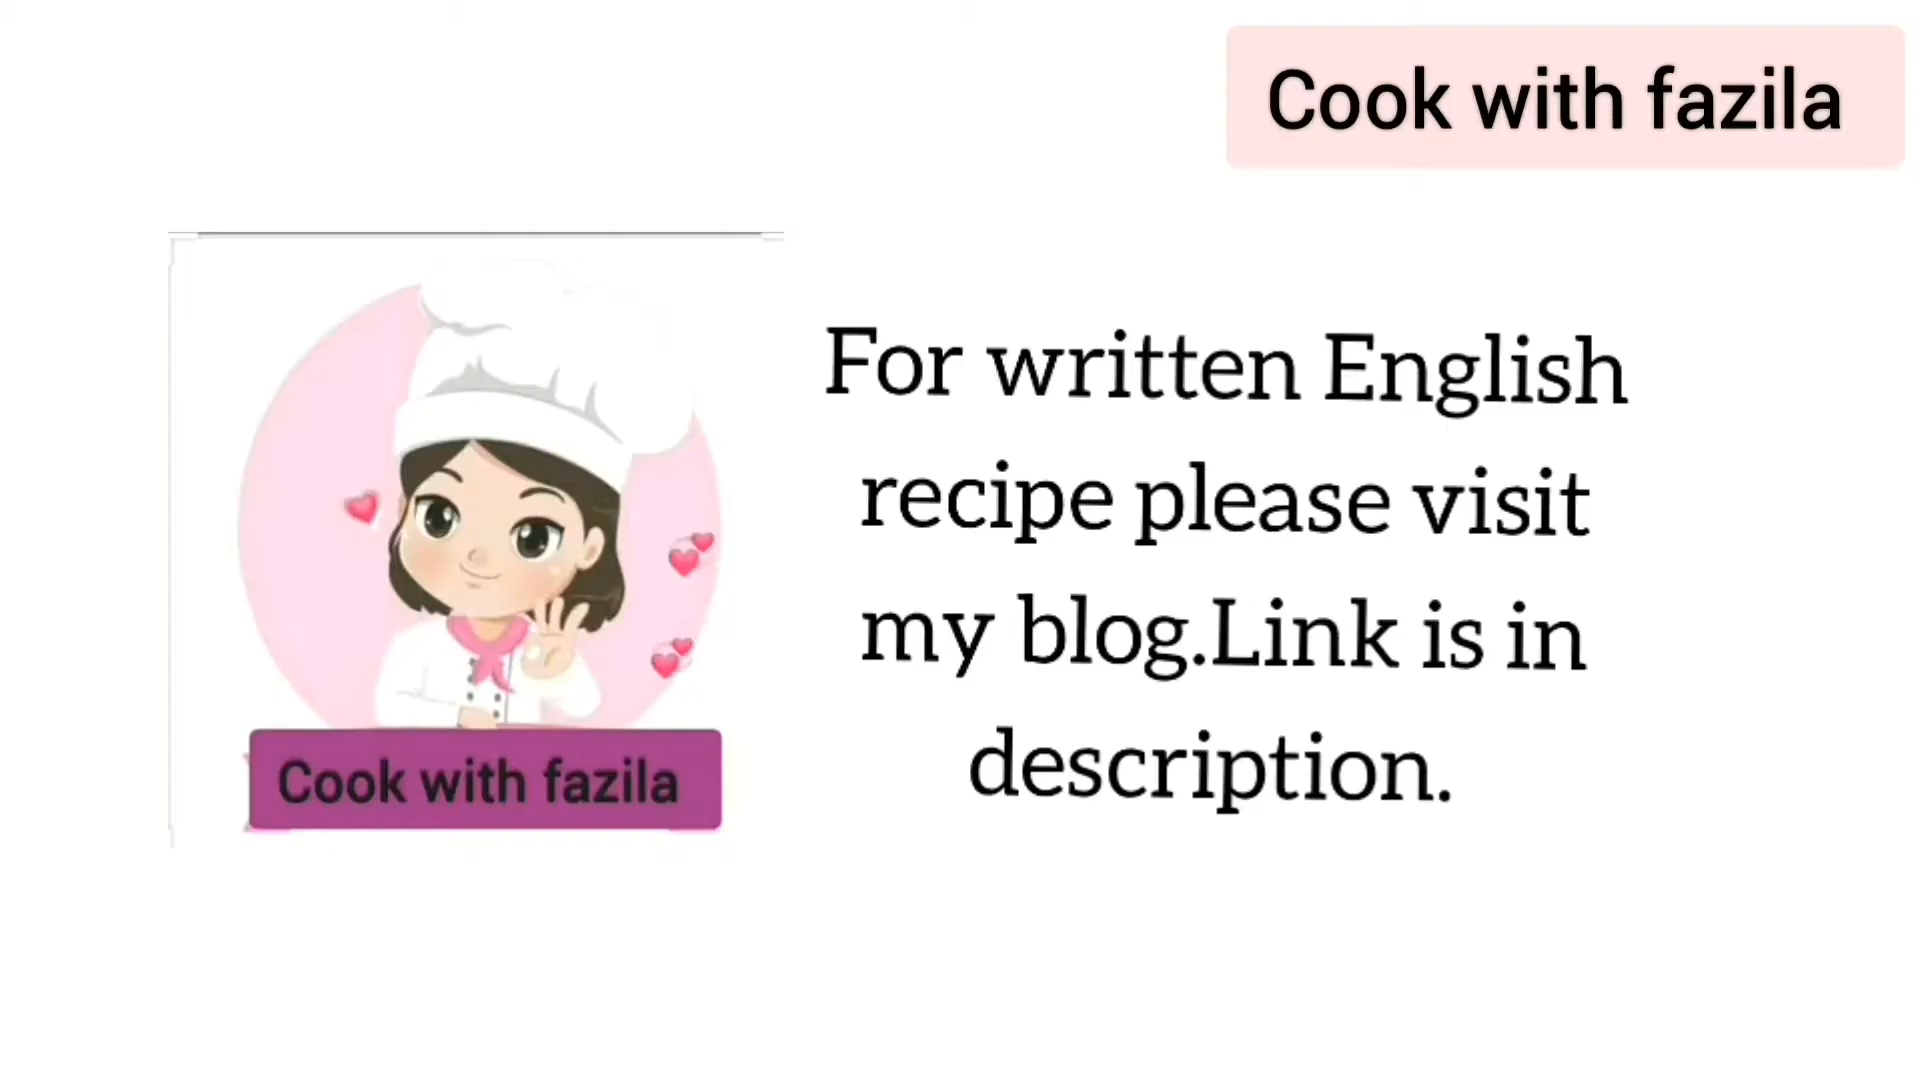 Cook with fazila
For written English
recipe please visit
my blog.Link is in
description.
Cook with fazila